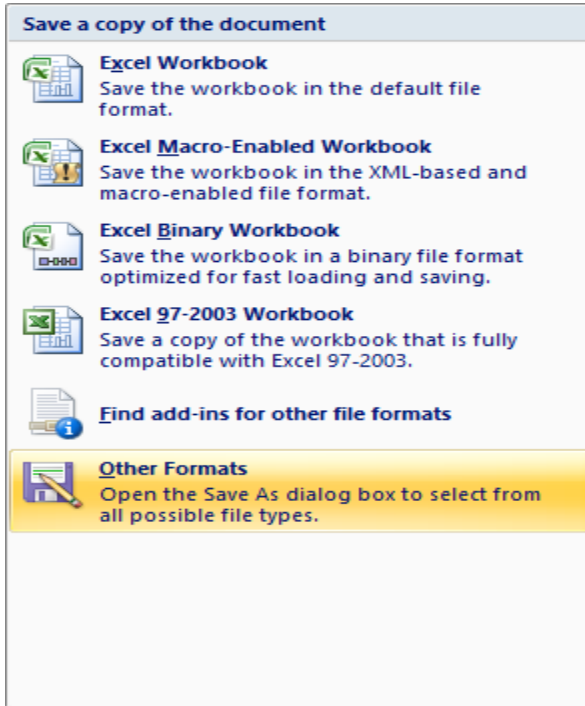 Save a copy of the document
Excel Workbook
Save the workbook in the default file
format.
Excel Macro-Enabled Workbook
Save the workbook in the XML-based and
macro-enabled file format.
Excel Binary Workbook
Save the workbook in a binary file format
optimized for fast loading and saving.
Excel 97-2003 Workbook
Save a copy of the workbook that is fully
compatible with Excel 97-2003.
Find add-ins for other file formats
Other Formats
Open the Save As dialog box to select from
all possible file types.